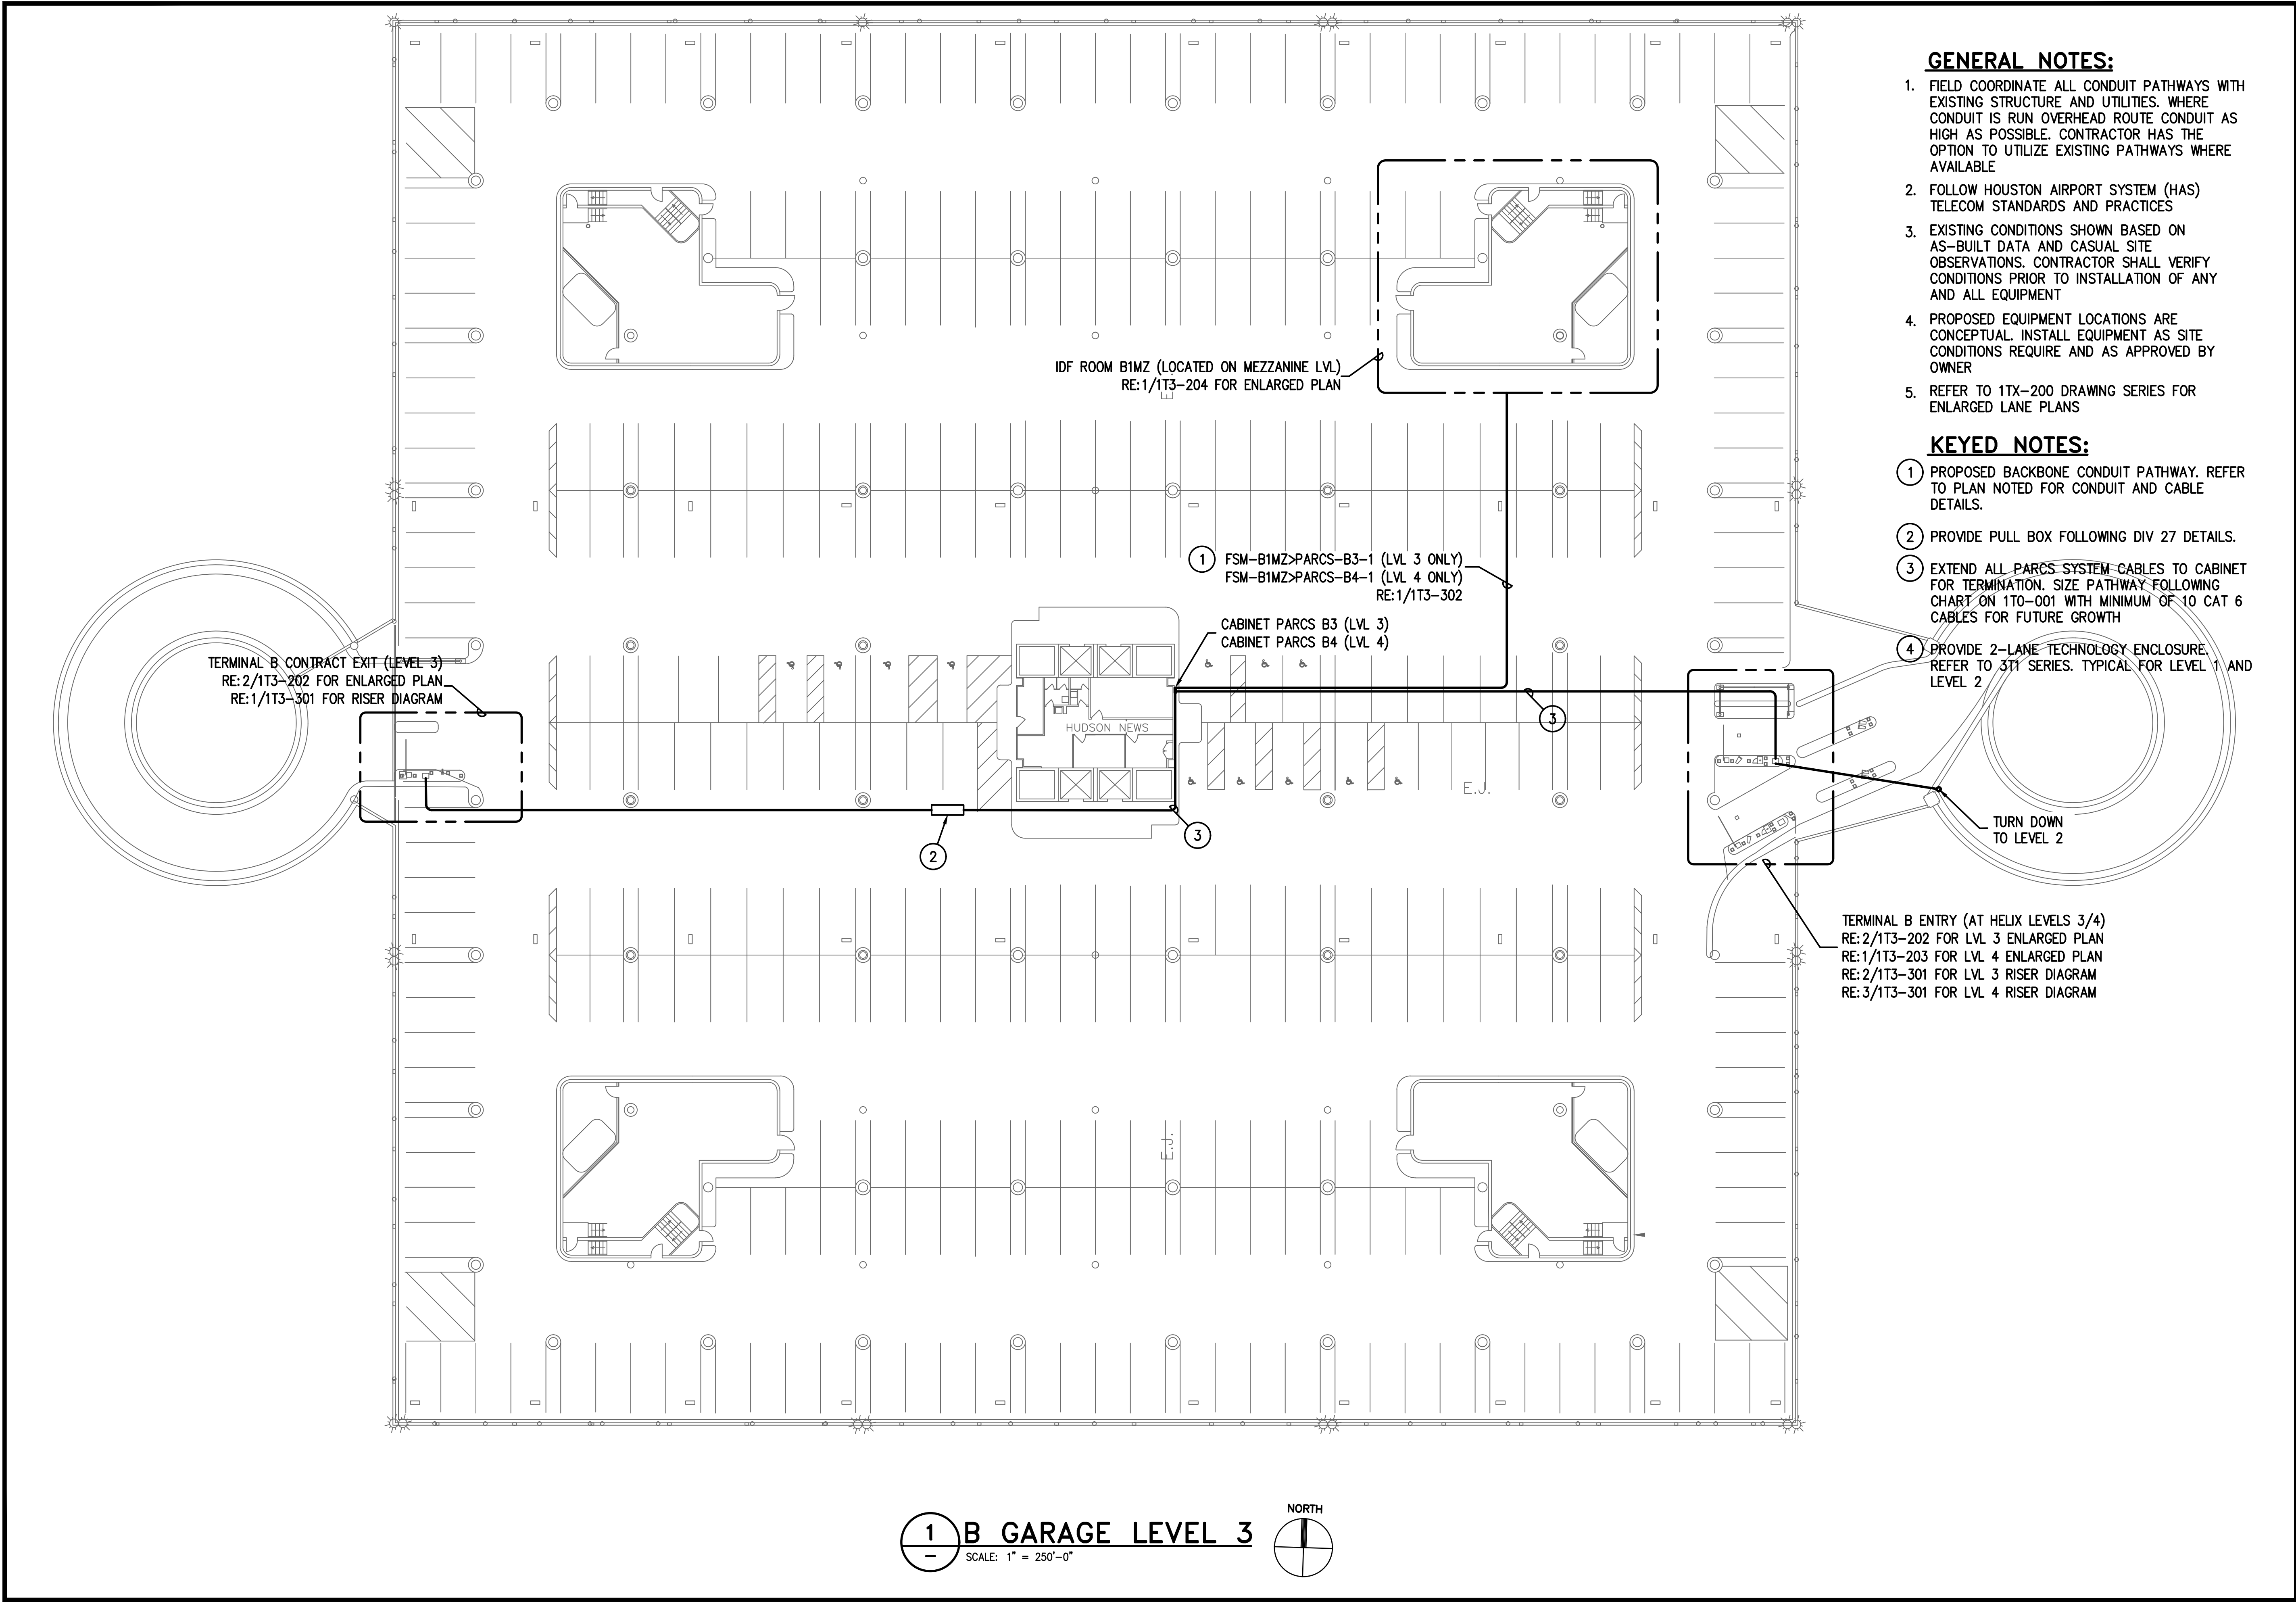 GENERAL NOTES:
1. FIELD COORDINATE ALL CONDUIT PATHWAYS WITH
EXISTING STRUCTURE AND UTILITIES. WHERE
CONDUIT IS RUN OVERHEAD ROUTE CONDUIT AS
HIGH AS POSSIBLE. CONTRACTOR HAS THE
OPTION TO UTILIZE EXISTING PATHWAYS WHERE
AVAILABLE
2. FOLLOW HOUSTON AIRPORT SYSTEM (HAS)
TELECOM STANDARDS AND PRACTICES
3. EXISTING CONDITIONS SHOWN BASED ON
AS-BUILT DATA AND CASUAL SITE
OBSERVATIONS. CONTRACTOR SHALL VERIFY
CONDITIONS PRIOR TO INSTALLATION OF ANY
AND ALL EQUIPMENT
4. PROPOSED EQUIPMENT LOCATIONS ARE
CONCEPTUAL. INSTALL EQUIPMENT AS SITE
CONDITIONS REQUIRE AND AS APPROVED BY
OWNER
5. REFER TO 1TX-200 DRAWING SERIES FOR
ENLARGED LANE PLANS
KEYED NOTES:
1 PROPOSED BACKBONE CONDUIT PATHWAY. REFER
TO PLAN NOTED FOR CONDUIT AND CABLE
DETAILS.
2 PROVIDE PULL BOX FOLLOWING DIV 27 DETAILS.
3 EXTEND ALL PARCS SYSTEM CABLES TO CABINET
FOR TERMINATION. SIZE PATHWAY FOLLOWING
CHART ON 1T0-001 WITH MINIMUM OF 10 CAT 6
CABLES FOR FUTURE GROWTH
4 PROVIDE 2-LANE TECHNOLOGY ENCLOSURE.
REFER TO 3T1 SERIES. TYPICAL FOR LEVEL 1 AND
LEVEL 2
IDF ROOM B1MZ (LOCATED ON MEZZANINE LVL)
RE:1/1T3-204 FOR ENLARGED PLAN
1 FSM-B1MZ>PARCS-B3-1 (LVL 3 ONLY)
FSM-B1MZ>PARCS-B4-1 (LVL 4 ONLY)
RE:1/1T3-302
CABINET PARCS B3 (LVL 3)
CABINET PARCS B4 (LVL 4)
TERMINAL B CONTRACT EXIT (LEVEL 3)
RE:2/1T3-202 FOR ENLARGED PLAN
RE:1/1T3-301 FOR RISER DIAGRAM
HUDSON NEWS
3
E.J.
3
2
TURN DOWN
TO LEVEL 2
TERMINAL B ENTRY (AT HELIX LEVELS 3/4)
RE:2/1T3-202 FOR LVL 3 ENLARGED PLAN
RE:1/1T3-203 FOR LVL 4 ENLARGED PLAN
RE:2/1T3-301 FOR LVL 3 RISER DIAGRAM
RE:3/1T3-301 FOR LVL 4 RISER DIAGRAM
E.J.
1
-
B GARAGE LEVEL 3
SCALE: 1" = 250'-0"
NORTH